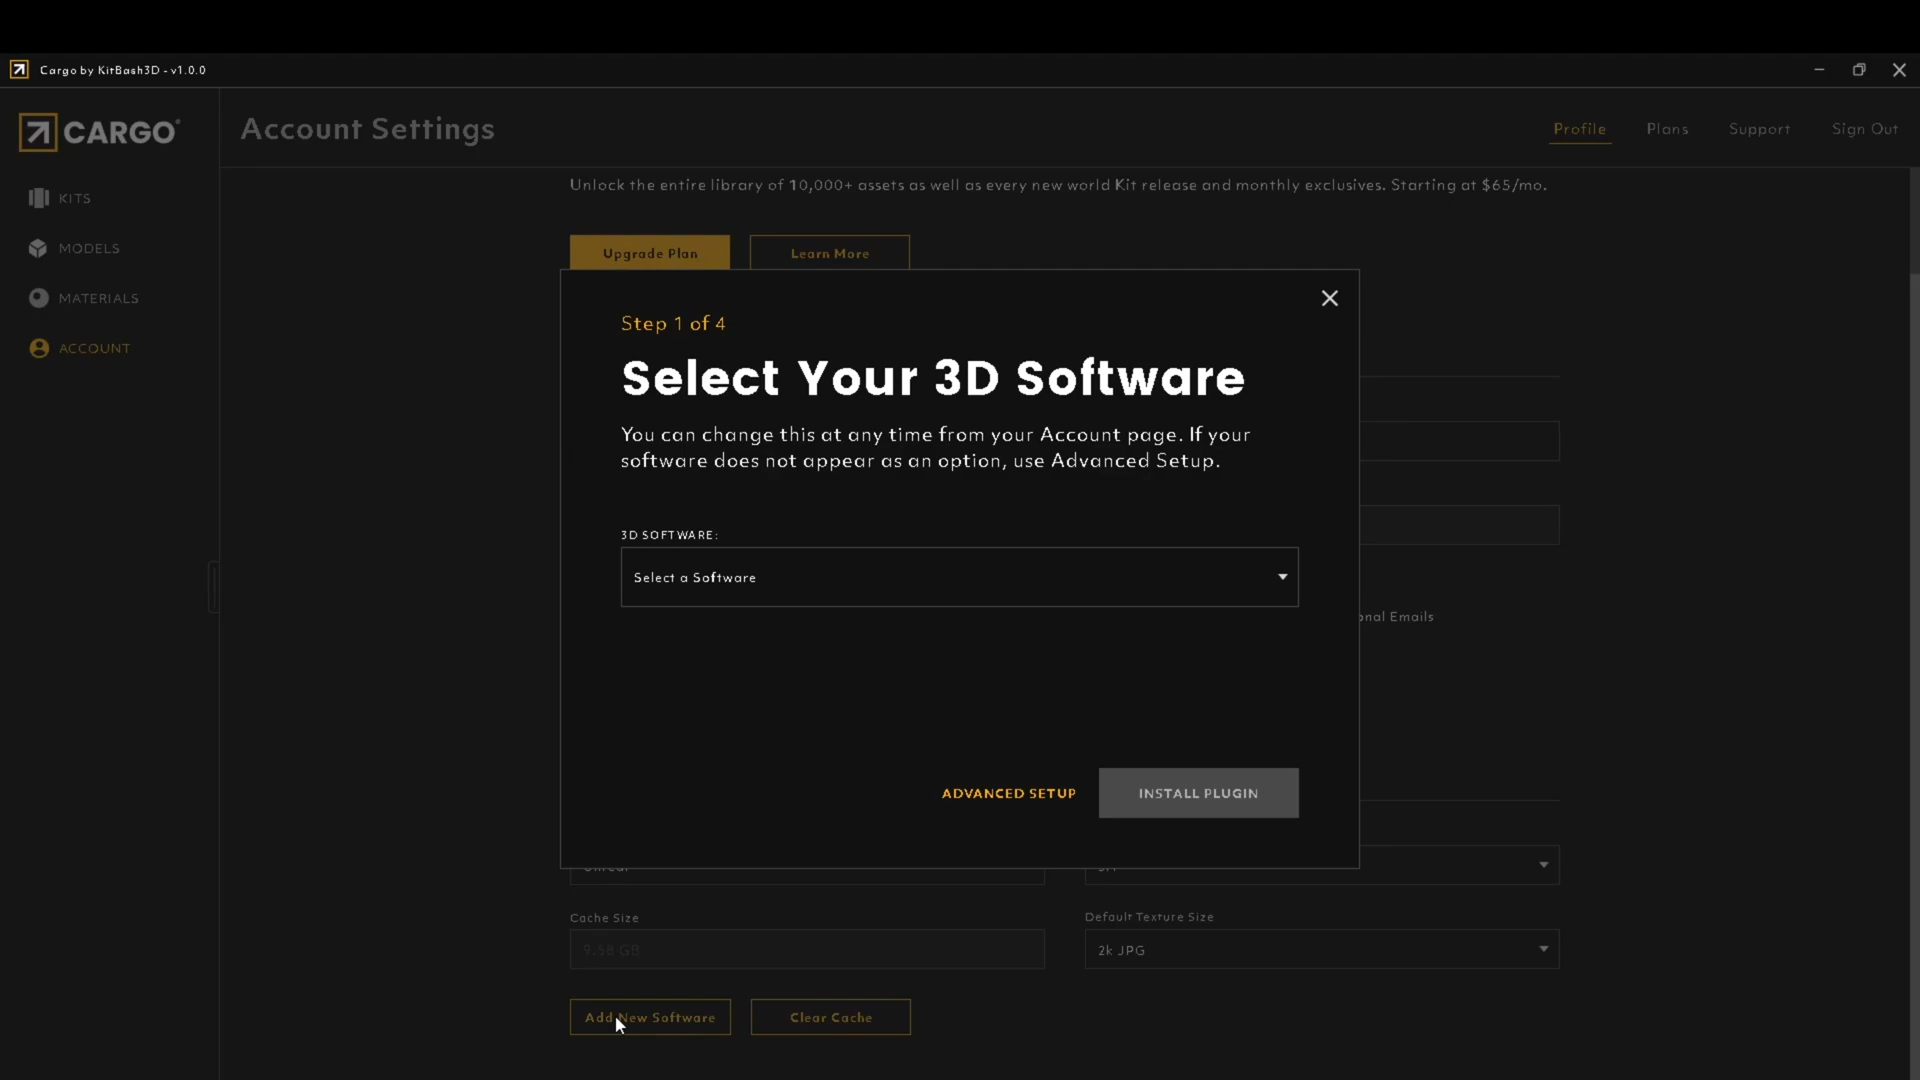 Cargo by KitBash3D - v1.0.0
CARGO
Account Settings
Profile
Plans
Support
Sign Out
KITS
MODELS
MATERIALS
ACCOUNT
Unlock the entire library of 10,000+ assets as well as every new world Kit release and monthly exclusives. Starting at $65/mo.
Upgrade Plan
Learn More
Step 1 of 4
Select Your 3D Software
You can change this at any time from your Account page. If your
software does not appear as an option, use Advanced Setup.
3D SOFTWARE:
Select a Software
Emails
ADVANCED SETUP
INSTALL PLUGIN
Cache Size
Default Texture Size
9.58 GB
2k JPG
Add New Software
Clear Cache